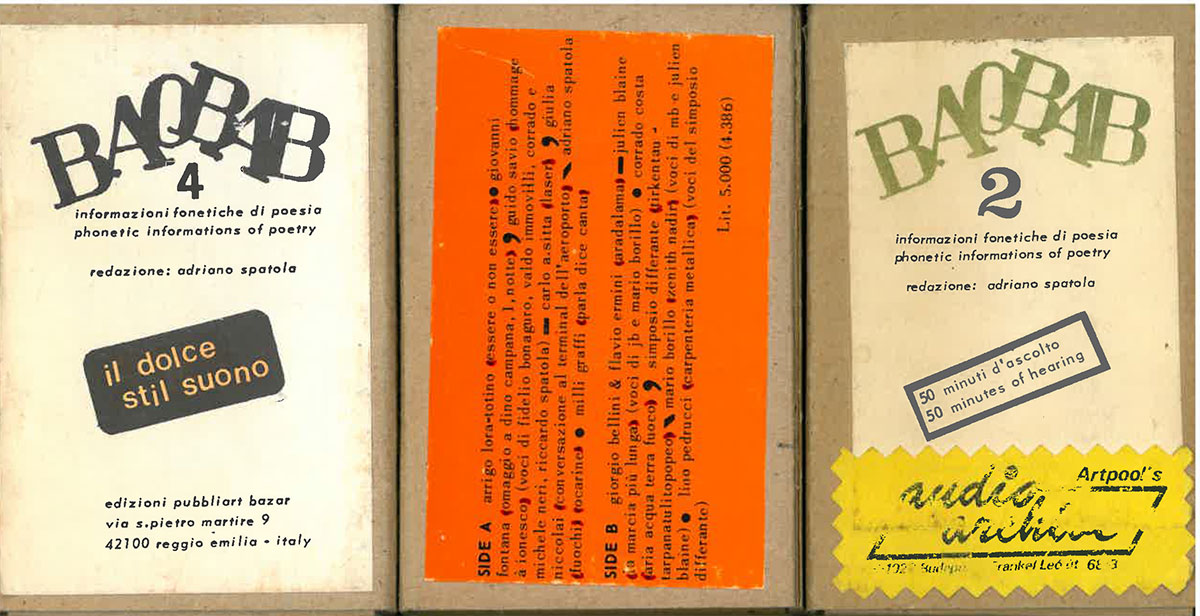 BAOBAB
4
informazioni fonetiche di poesia
phonetic informations of poetry
redazione: adriano spatola
il dolce
stil suono
edizioni pubbliart bazar
via s.pietro martire 9
42100 reggio emilia - italy
SIDE A arrigo lora-totino (essere o non essere) ● giovanni
fontana (omaggio a dino campana, l, notte) , guido savio (hommage
à ionesco) (voci di fidelio bonaguro, valdo immovilli, corrado e
michele neri, riccardo spatola) — carlo a.sitta (laser) , giulia
niccolai (conversazione al terminal dell'aeroporto) \ adriano spatola
(fuochi) (ocarine) ● milli graffi (parla dice canta)
SIDE B giorgio bellini & flavio ermini (aradalama) — julien blaine
(la marcia più lunga) (voci di jb e mario borillo) ● corrado costa
(aria acqua terra fuoco) , simposio differante (tirkentau -
tarpanatulitopopeo) \ mario borillo (zenith nadir) (voci di mb e julien
blane) ● lino pedrucci (carpenteria metallica) (voci del simposio
differante)
Lit. 5.000 (4.386)
BAOBAB
2
informazioni fonetiche di poesia
phonetic informations of poetry
redazione: adriano spatola
50 minuti d'ascolto
50 minutes of hearing
Artpool's
audio
archive
Frankel Leó út 68